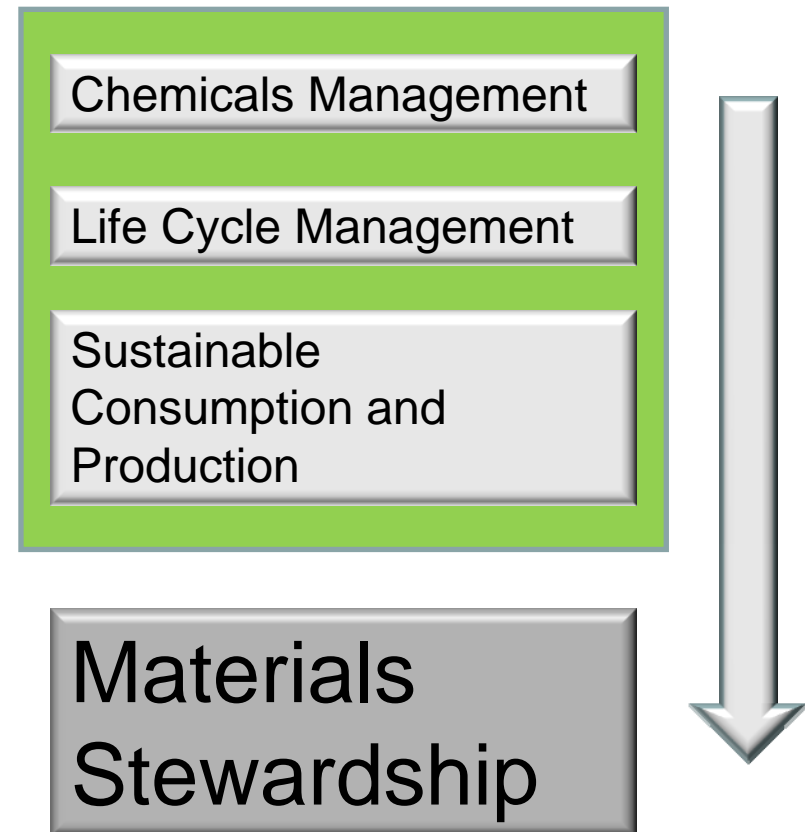 Chemicals Management
Life Cycle Management
Sustainable
Consumption and
Production
Materials
Stewardship